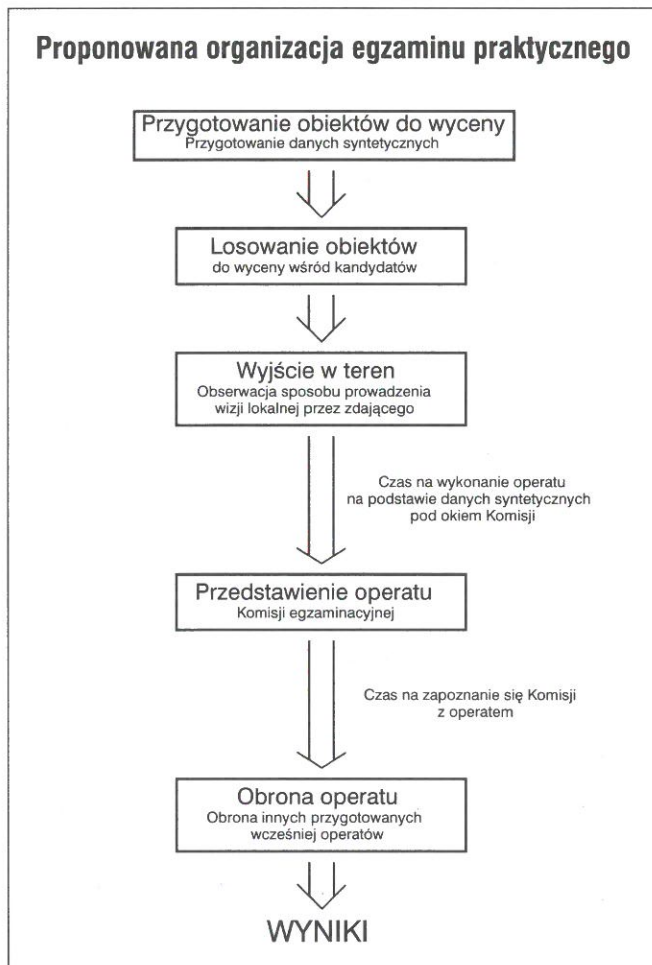 Proponowana organizacja egzaminu praktycznego
Przygotowanie obiektów do wyceny
Przygotowanie danych syntetycznych
Losowanie obiektów
do wyceny wśród kandydatów
Wyjście w teren
Obserwacja sposobu prowadzenia
wizji lokalnej przez zdającego
Czas na wykonanie operatu
na podstawie danych syntetycznych
pod okiem Komisji
Przedstawienie operatu
Komisji egzaminacyjnej
Czas na zapoznanie się Komisji
z operatem
Obrona operatu
Obrona innych przygotowanych
wcześniej operatów
WYNIKI